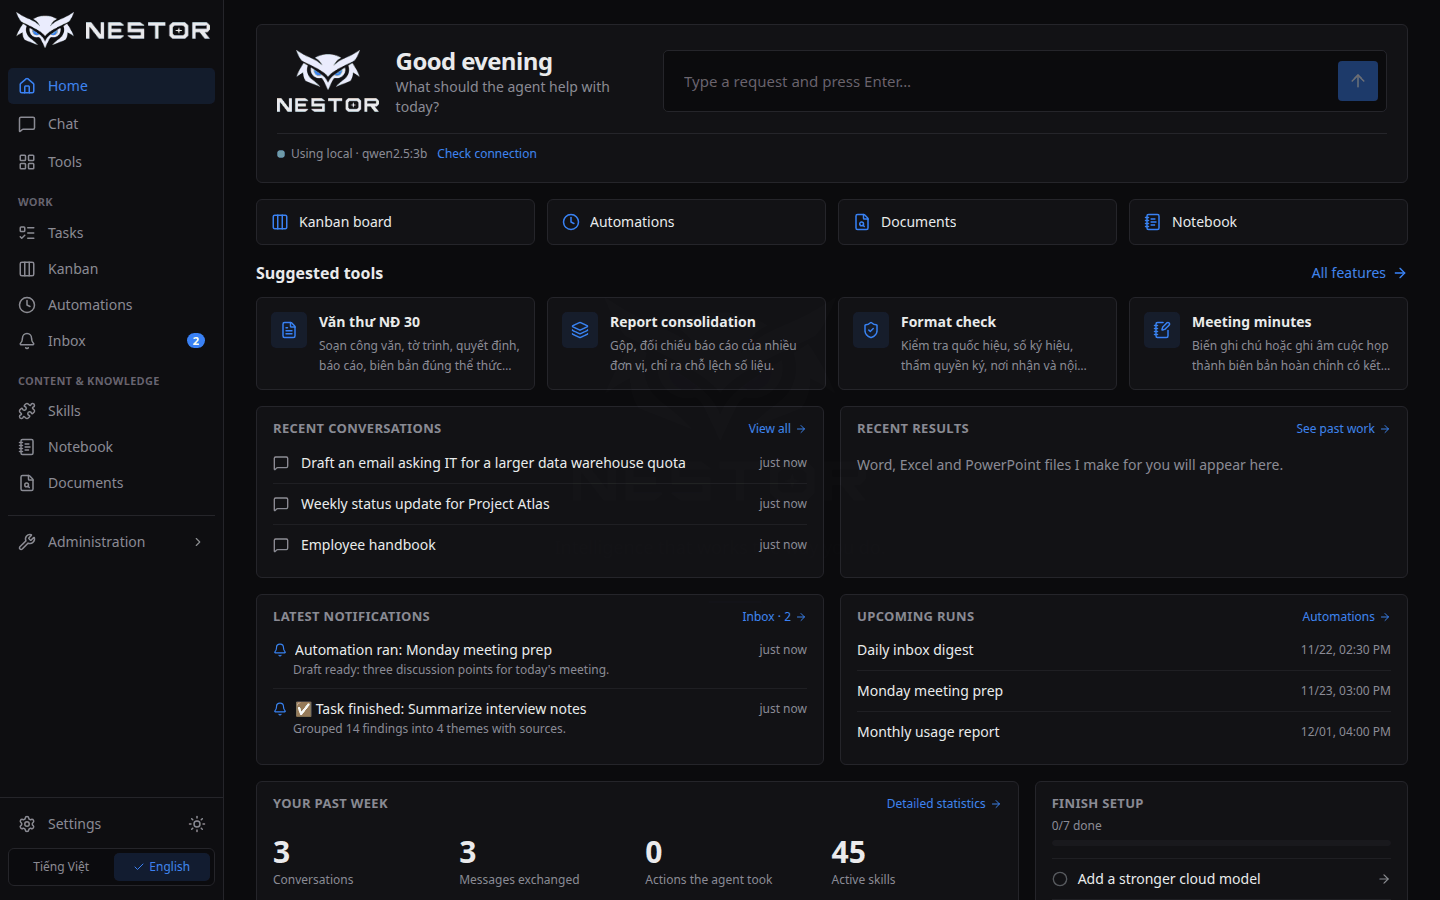 NESTOR
Home
Chat
Tools
WORK
Tasks
Kanban
Automations
Inbox 2
CONTENT & KNOWLEDGE
Skills
Notebook
Documents
Administration
Settings
Tiếng Việt English
NESTOR
Good evening
What should the agent help with
today?
Type a request and press Enter...
Using local · qwen2.5:3b Check connection
Kanban board
Automations
Documents
Notebook
Suggested tools
All features
Văn thư NĐ 30
Soạn công văn, tờ trình, quyết định,
báo cáo, biên bản đúng thể thức...
Report consolidation
Gộp, đối chiếu báo cáo của nhiều
đơn vị, chỉ ra chỗ lệch số liệu.
Format check
Kiểm tra quốc hiệu, số ký hiệu,
thẩm quyền ký, nơi nhận và nội...
Meeting minutes
Biến ghi chú hoặc ghi âm cuộc họp
thành biên bản hoàn chỉnh có kết...
RECENT CONVERSATIONS View all
Draft an email asking IT for a larger data warehouse quota just now
Weekly status update for Project Atlas just now
Employee handbook just now
RECENT RESULTS See past work
Word, Excel and PowerPoint files I make for you will appear here.
NESTOR
LATEST NOTIFICATIONS Inbox · 2
Automation ran: Monday meeting prep just now
Draft ready: three discussion points for today's meeting.
Task finished: Summarize interview notes just now
Grouped 14 findings into 4 themes with sources.
UPCOMING RUNS Automations
Daily inbox digest 11/22, 02:30 PM
Monday meeting prep 11/23, 03:00 PM
Monthly usage report 12/01, 04:00 PM
YOUR PAST WEEK Detailed statistics
3 3 0 45
Conversations Messages exchanged Actions the agent took Active skills
FINISH SETUP
0/7 done
Add a stronger cloud model